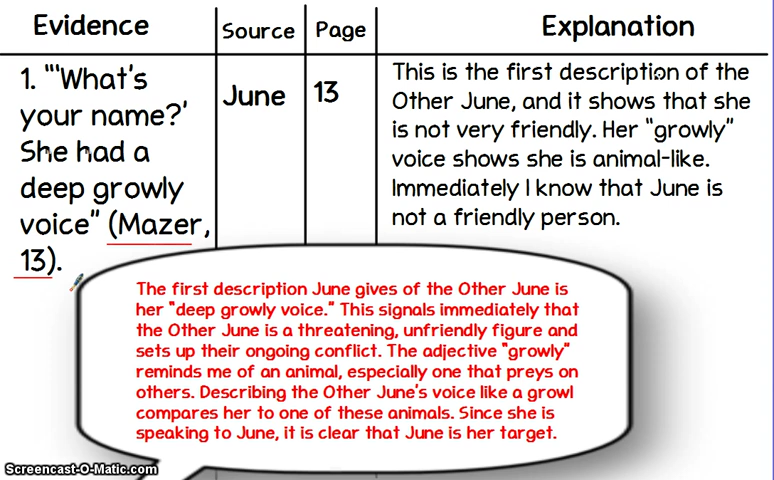 Evidence
Source
Page
Explanation
1. "'What's
your name?'
She had a
deep growly
voice" (Mazer,
13).
June
13
This is the first description of the
Other June, and it shows that she
is not very friendly. Her "growly"
voice shows she is animal-like.
Immediately I know that June is
not a friendly person.
The first description June gives of the Other June is
her "deep growly voice." This signals immediately that
the Other June is a threatening, unfriendly figure and
sets up their ongoing conflict. The adjective "growly"
reminds me of an animal, especially one that preys on
others. Describing the Other June's voice like a growl
compares her to one of these animals. Since she is
speaking to June, it is clear that June is her target.
Screencast-O-Matic.com